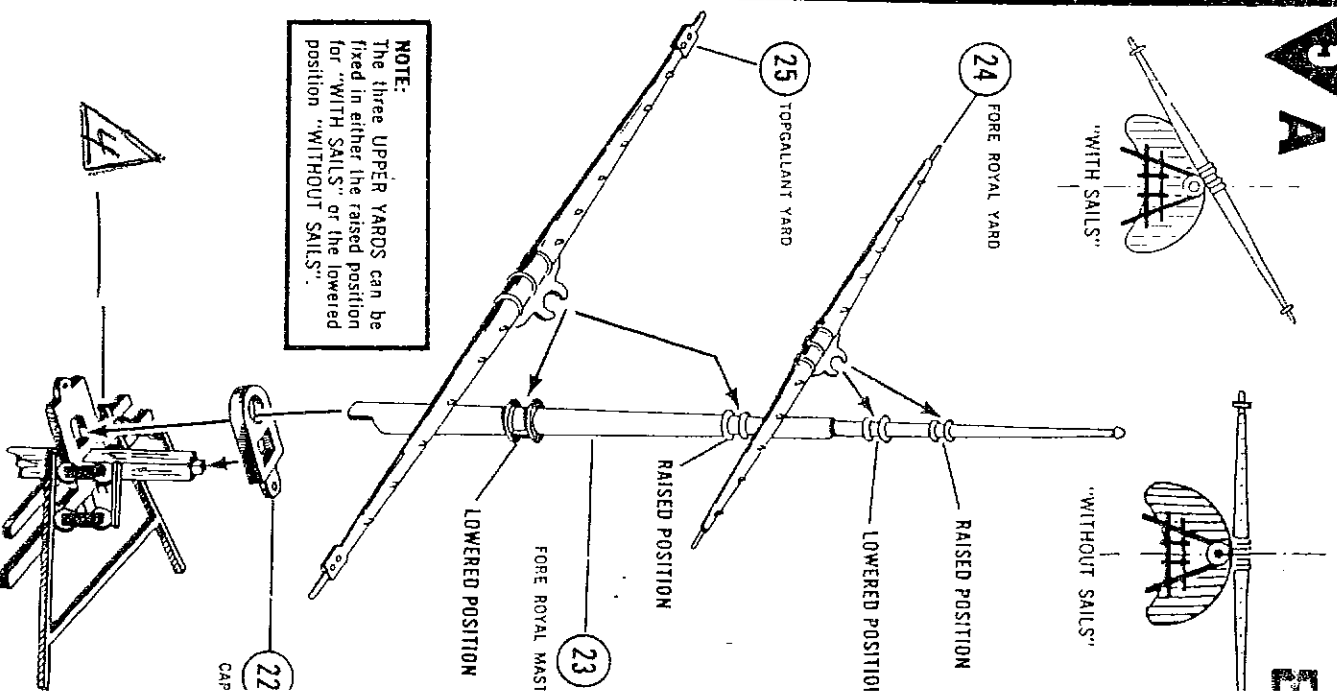 A
"WITH SAILS"
"WITHOUT SAILS"
24 FORE ROYAL YARD
25 TOPGALLANT YARD
RAISED POSITION
LOWERED POSITION
RAISED POSITION
23
FORE ROYAL MAST
LOWERED POSITION
22
CAP
NOTE:
The three UPPER YARDS can be
fixed in either the raised position
for "WITH SAILS" or the lowered
position "WITHOUT SAILS".
4